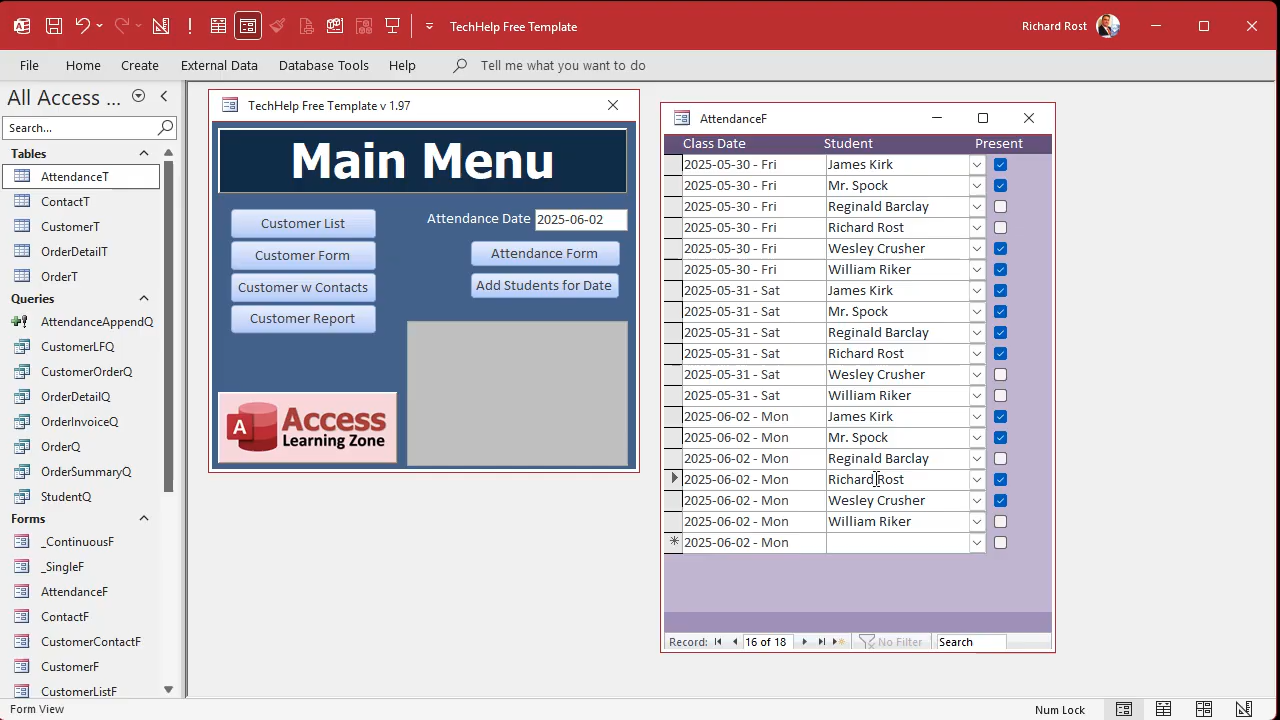 TechHelp Free Template
Richard Rost
File Home Create External Data Database Tools Help Tell me what you want to do
All Access ...
Search...
Tables
AttendanceT
ContactT
CustomerT
OrderDetailT
OrderT
Queries
AttendanceAppendQ
CustomerLFQ
CustomerOrderQ
OrderDetailQ
OrderInvoiceQ
OrderQ
OrderSummaryQ
StudentQ
Forms
_ContinuousF
_SingleF
AttendanceF
ContactF
CustomerContactF
CustomerF
CustomerListF
TechHelp Free Template v 1.97
Main Menu
Customer List
Customer Form
Customer w Contacts
Customer Report
Attendance Date 2025-06-02
Attendance Form
Add Students for Date
A Access
Learning Zone
AttendanceF
Class Date Student Present
2025-05-30 - Fri James Kirk
2025-05-30 - Fri Mr. Spock
2025-05-30 - Fri Reginald Barclay
2025-05-30 - Fri Richard Rost
2025-05-30 - Fri Wesley Crusher
2025-05-30 - Fri William Riker
2025-05-31 - Sat James Kirk
2025-05-31 - Sat Mr. Spock
2025-05-31 - Sat Reginald Barclay
2025-05-31 - Sat Richard Rost
2025-05-31 - Sat Wesley Crusher
2025-05-31 - Sat William Riker
2025-06-02 - Mon James Kirk
2025-06-02 - Mon Mr. Spock
2025-06-02 - Mon Reginald Barclay
2025-06-02 - Mon Richard Rost
2025-06-02 - Mon Wesley Crusher
2025-06-02 - Mon William Riker
2025-06-02 - Mon
Record: 16 of 18 No Filter Search
Form View
Num Lock